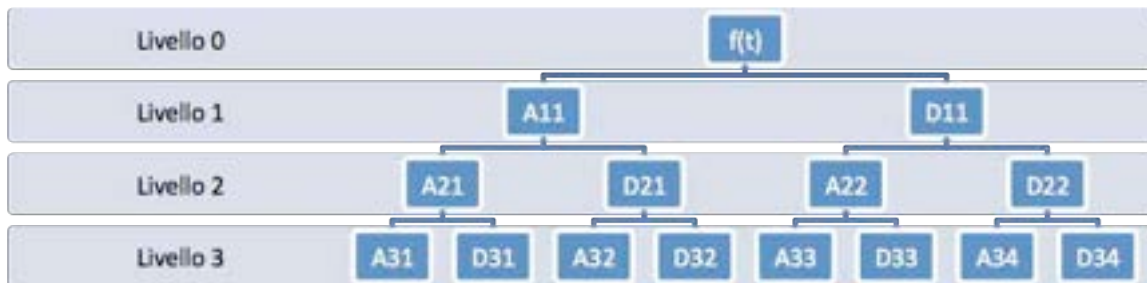 Livello 0 f(t)
Livello 1 A11 D11
Livello 2 A21 D21 A22 D22
Livello 3 A31 D31 A32 D32 A33 D33 A34 D34